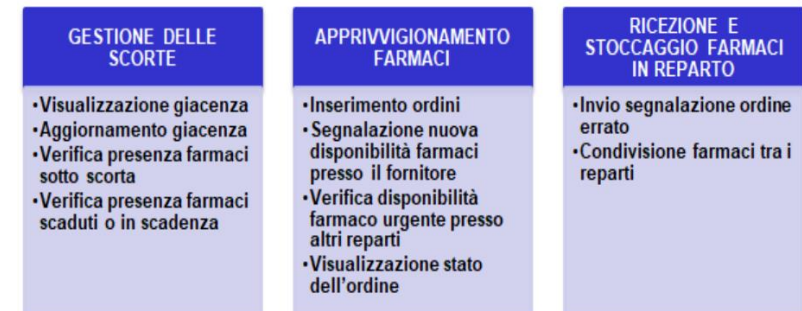 GESTIONE DELLE
SCORTE
•Visualizzazione giacenza
•Aggiornamento giacenza
•Verifica presenza farmaci
sotto scorta
•Verifica presenza farmaci
scaduti o in scadenza
APPRIVVIGIONAMENTO
FARMACI
•Inserimento ordini
•Segnalazione nuova
disponibilità farmaci
presso il fornitore
•Verifica disponibilità
farmaco urgente presso
altri reparti
•Visualizzazione stato
dell'ordine
RICEZIONE E
STOCCAGGIO FARMACI
IN REPARTO
•Invio segnalazione ordine
errato
•Condivisione farmaci tra i
reparti